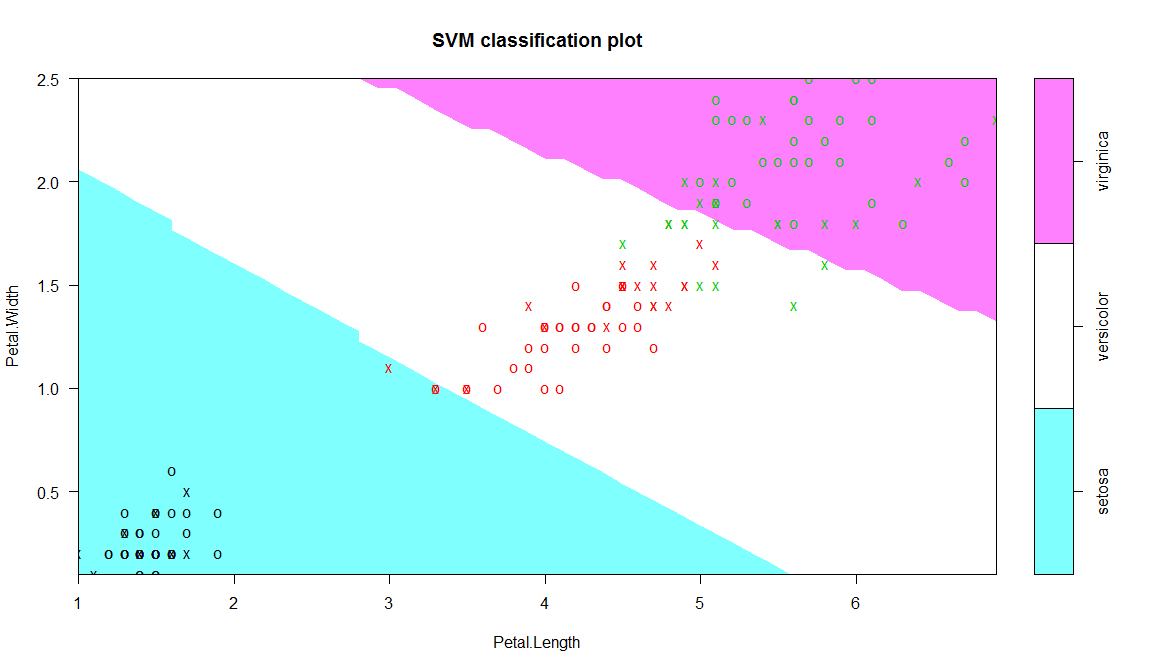 SVM classification plot
2.5
2.0
1.5
1.0
0.5
Petal.Width
1 2 3 4 5 6
Petal.Length
virginica
versicolor
setosa